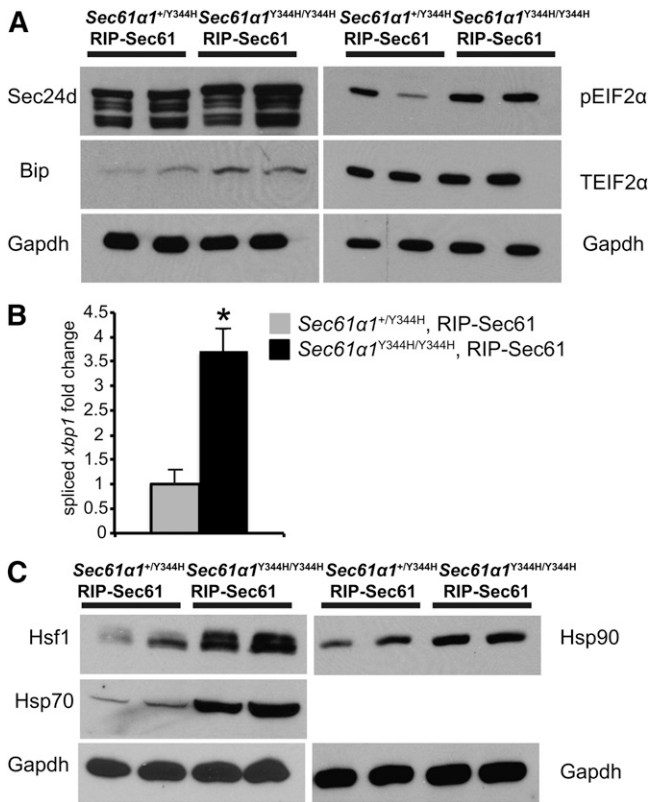 A
Sec61α1+/Y344H Sec61α1Y344H/Y344H Sec61α1+/Y344H Sec61α1Y344H/Y344H
RIP-Sec61 RIP-Sec61 RIP-Sec61 RIP-Sec61
Sec24d pEIF2α
Bip TEIF2α
Gapdh Gapdh
B
4.5
4
3.5
3
2.5
2
1.5
1
0.5
0
spliced xbp1 fold change
*
Sec61α1+/Y344H, RIP-Sec61
Sec61α1Y344H/Y344H, RIP-Sec61
C
Sec61α1+/Y344H Sec61α1Y344H/Y344H Sec61α1+/Y344H Sec61α1Y344H/Y344H
RIP-Sec61 RIP-Sec61 RIP-Sec61 RIP-Sec61
Hsf1 Hsp90
Hsp70
Gapdh Gapdh